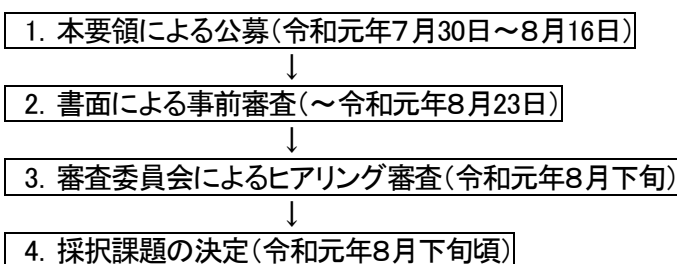 1. 本要領による公募(令和元年7月30日～8月16日)
↓
2. 書面による事前審査(～令和元年8月23日)
↓
3. 審査委員会によるヒアリング審査(令和元年8月下旬)
↓
4. 採択課題の決定(令和元年8月下旬頃)